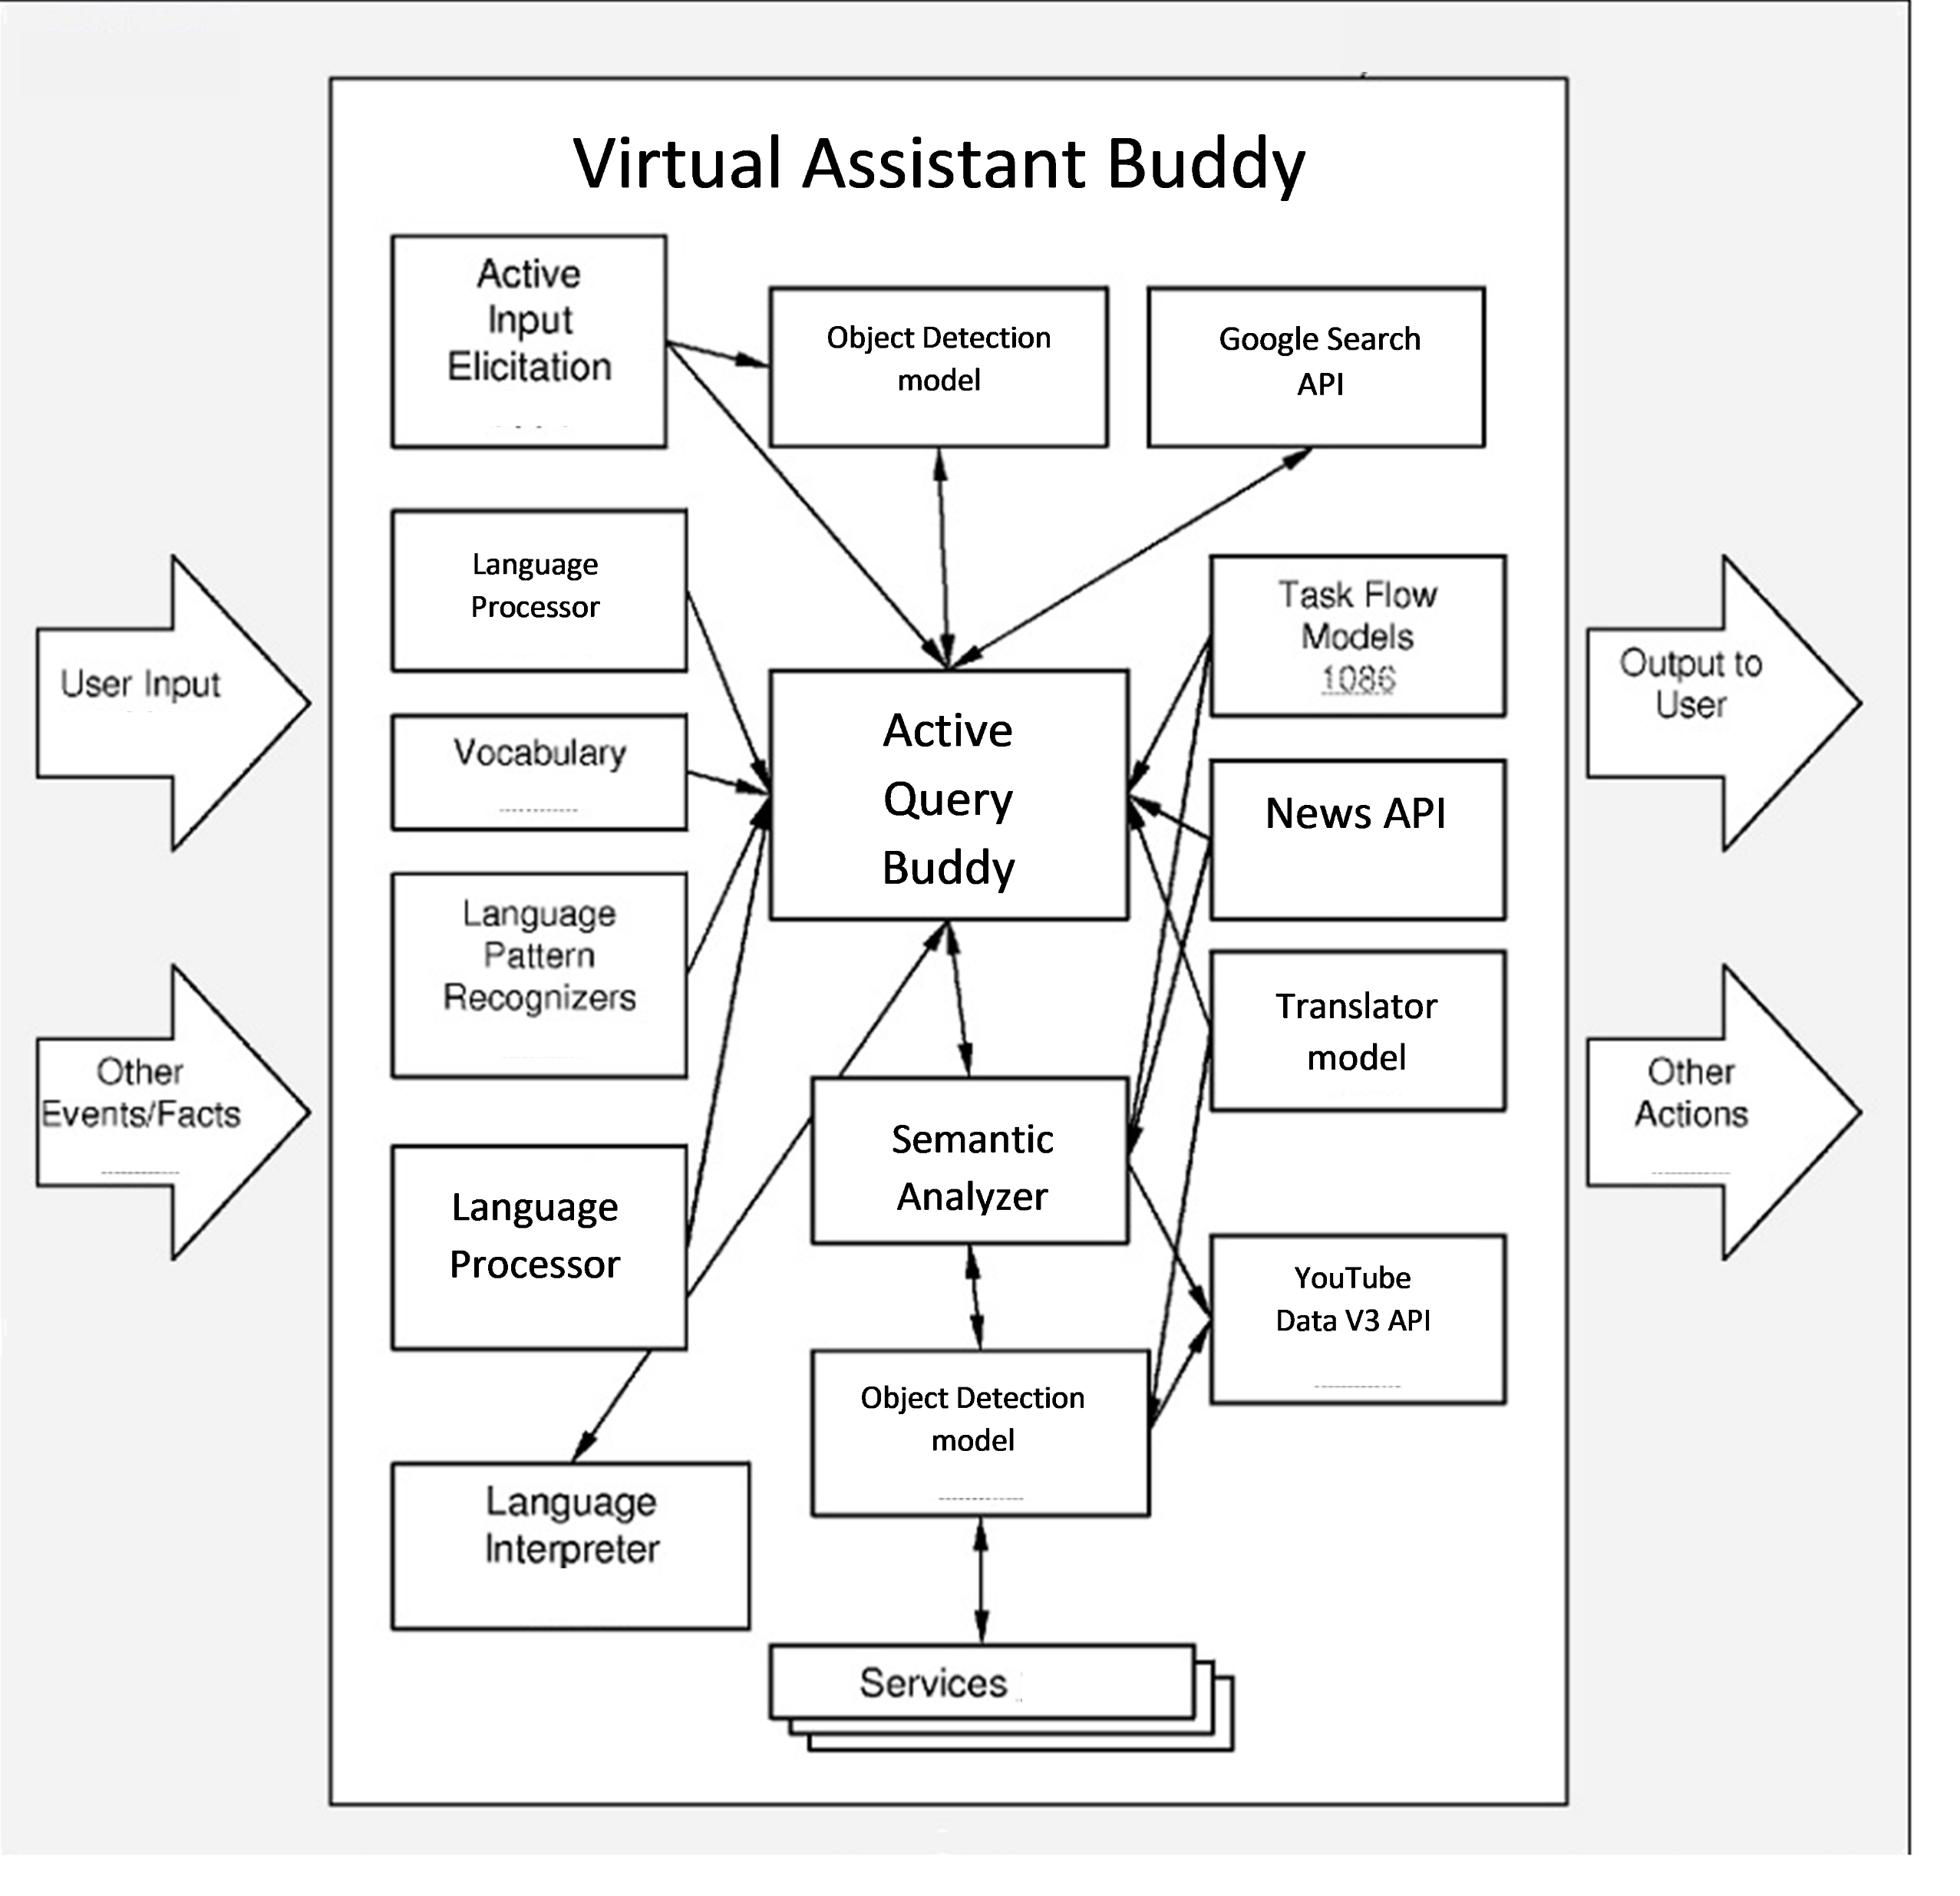 Virtual Assistant Buddy
Active
Input
Elicitation
Object Detection
model
Google Search
API
Language
Processor
Task Flow
Models
1086
User Input
Output to
User
Vocabulary
Active
Query
Buddy
News API
Language
Pattern
Recognizers
Translator
model
Other
Events/Facts
Other
Actions
Semantic
Analyzer
Language
Processor
YouTube
Data V3 API
Object Detection
model
Language
Interpreter
Services